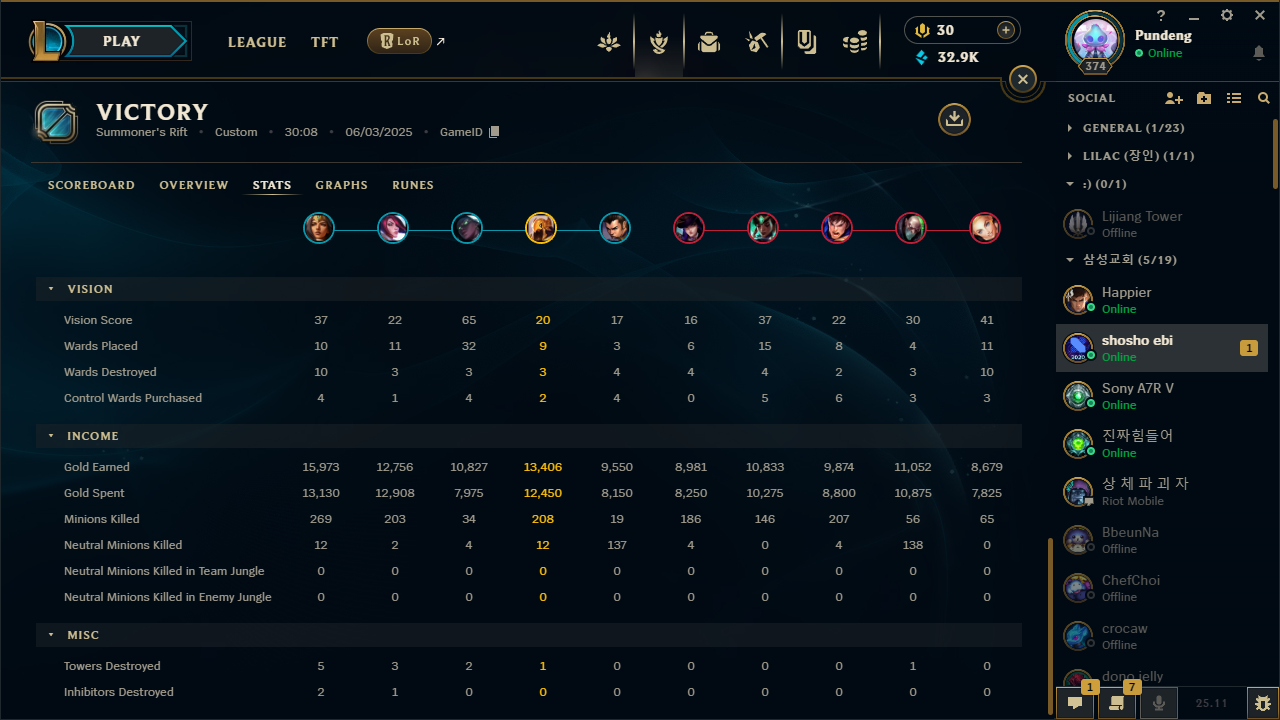 PLAY
LEAGUE
TFT
LoR
30
32.9K
374
Pundeng
Online
VICTORY
Summoner's Rift • Custom • 30:08 • 06/03/2025 • GameID
SCOREBOARD OVERVIEW STATS GRAPHS RUNES
VISION
Vision Score 37 22 65 20 17 16 37 22 30 41
Wards Placed 10 11 32 9 3 6 15 8 4 11
Wards Destroyed 10 3 3 3 4 4 4 2 3 10
Control Wards Purchased 4 1 4 2 4 0 5 6 3 3
INCOME
Gold Earned 15,973 12,756 10,827 13,406 9,550 8,981 10,833 9,874 11,052 8,679
Gold Spent 13,130 12,908 7,975 12,450 8,150 8,250 10,275 8,800 10,875 7,825
Minions Killed 269 203 34 208 19 186 146 207 56 65
Neutral Minions Killed 12 2 4 12 137 4 0 4 138 0
Neutral Minions Killed in Team Jungle 0 0 0 0 0 0 0 0 0 0
Neutral Minions Killed in Enemy Jungle 0 0 0 0 0 0 0 0 0 0
MISC
Towers Destroyed 5 3 2 1 0 0 0 0 1 0
Inhibitors Destroyed 2 1 0 0 0 0 0 0 0 0
SOCIAL
GENERAL (1/23)
LILAC (장인) (1/1)
:) (0/1)
Lijiang Tower
Offline
삼성교회 (5/19)
Happier
Online
shosho ebi
Online
1
2020
Sony A7R V
Online
진짜힘들어
Online
상 체 파 괴 자
Riot Mobile
BbeunNa
Offline
ChefChoi
Offline
crocaw
Offline
dono jelly
1
7
25.11